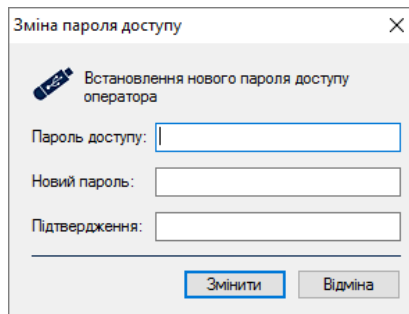 Зміна пароля доступу
Встановлення нового пароля доступу
оператора
Пароль доступу:
Новий пароль:
Підтвердження:
Змінити Відміна